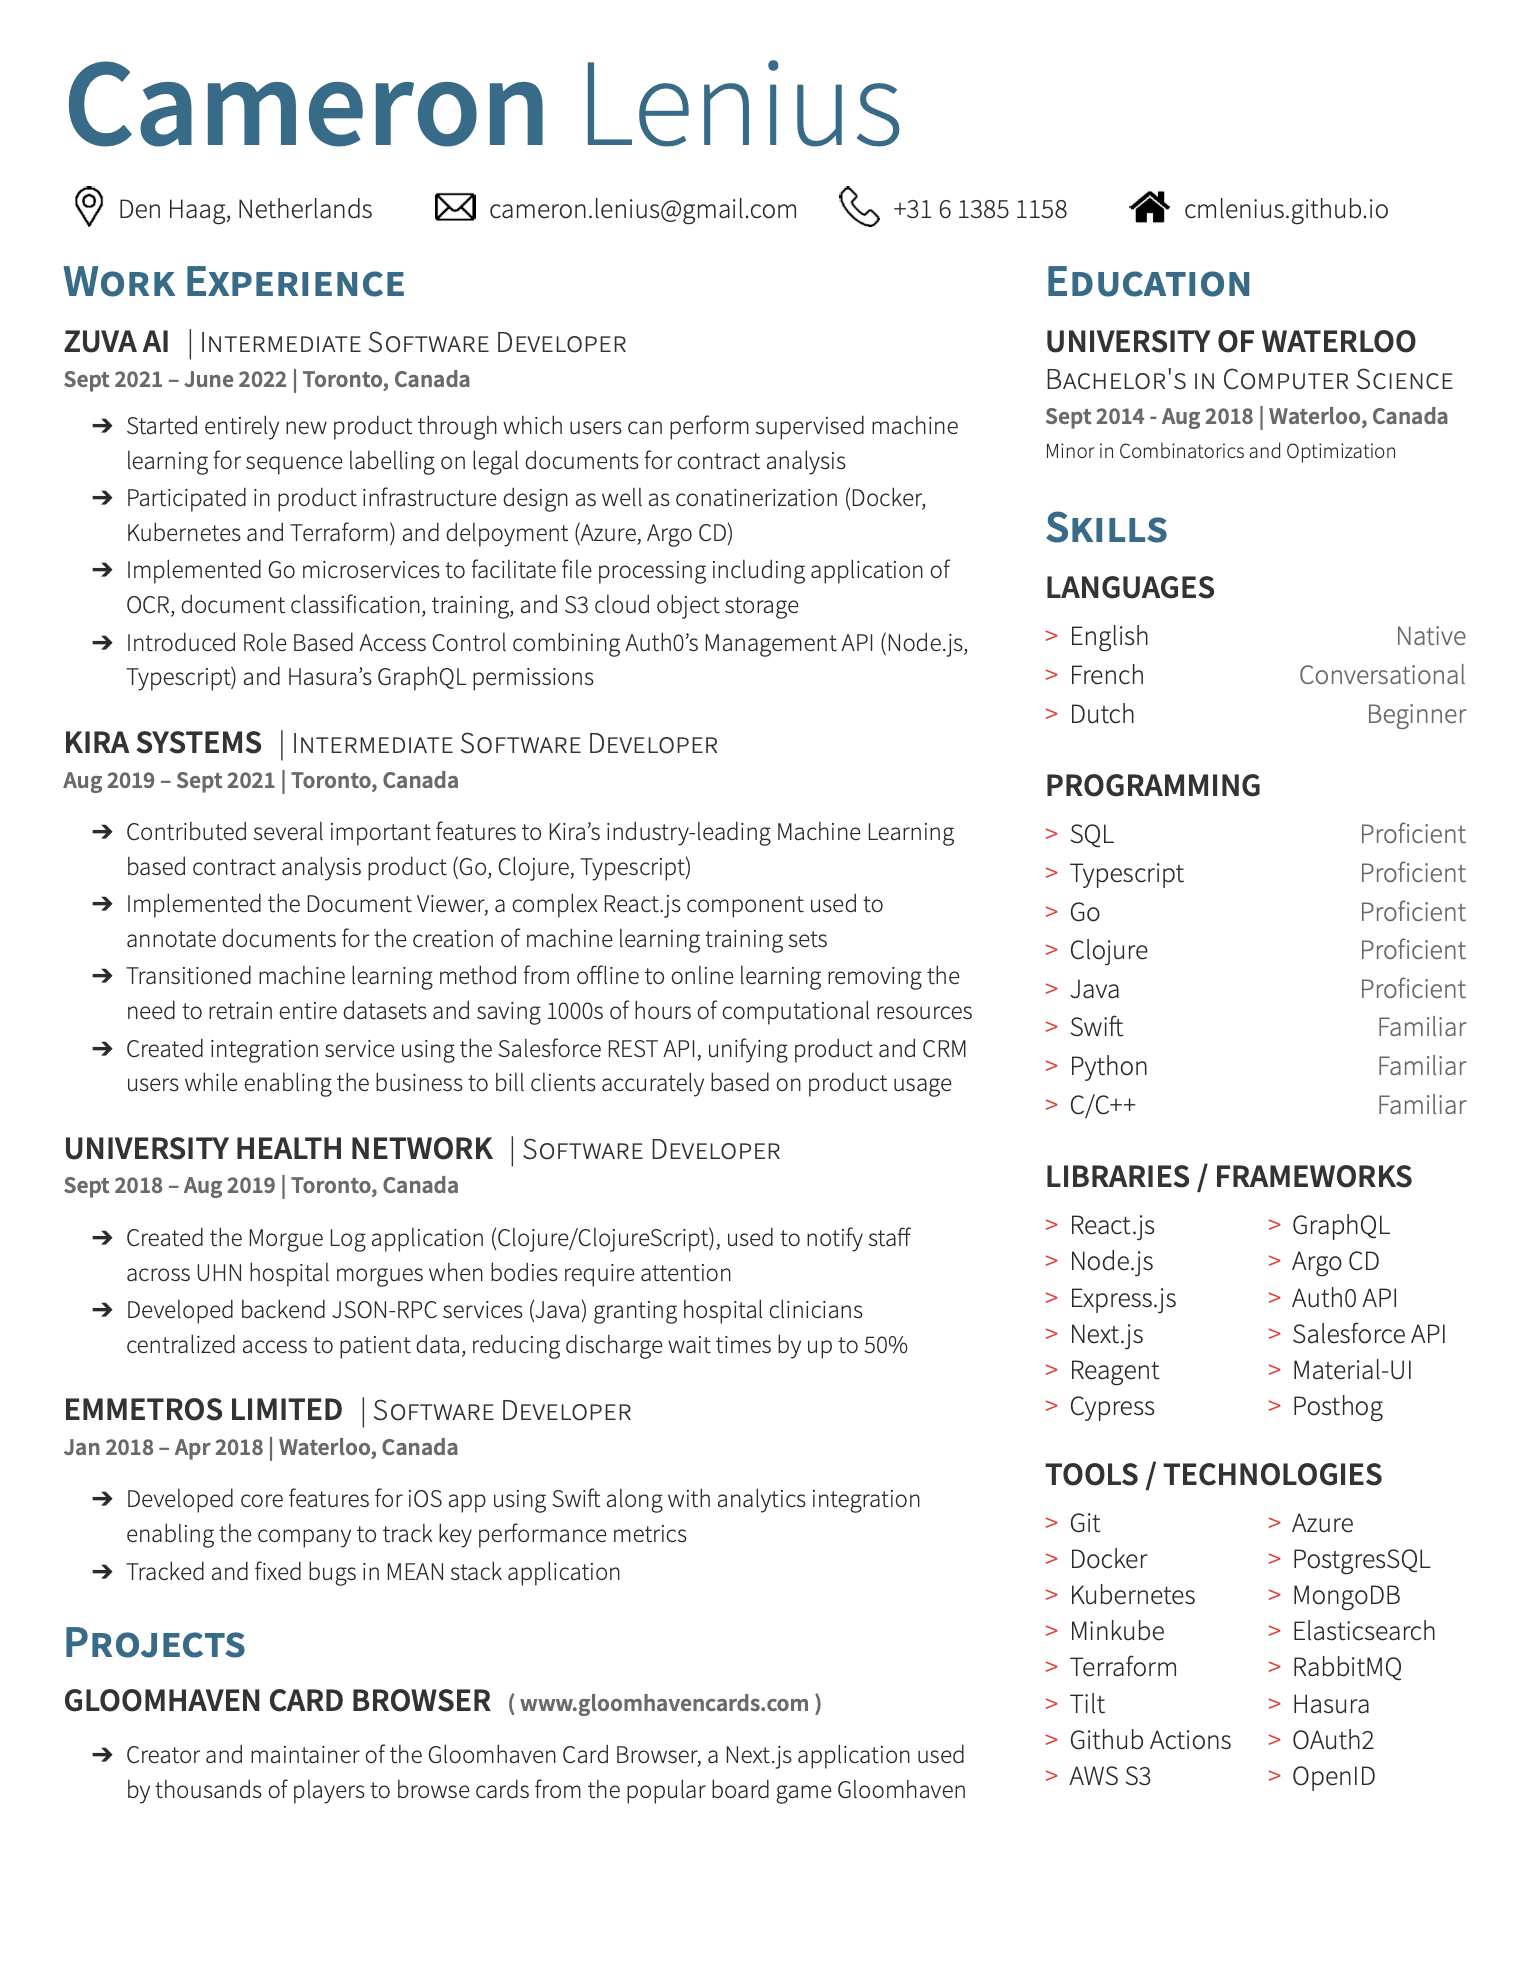 Cameron Lenius
Den Haag, Netherlands cameron.lenius@gmail.com +31 6 1385 1158 cmlenius.github.io
Work Experience
ZUVA AI | Intermediate Software Developer
Sept 2021 – June 2022 | Toronto, Canada
➔ Started entirely new product through which users can perform supervised machine
learning for sequence labelling on legal documents for contract analysis
➔ Participated in product infrastructure design as well as conatinerization (Docker,
Kubernetes and Terraform) and delpoyment (Azure, Argo CD)
➔ Implemented Go microservices to facilitate file processing including application of
OCR, document classification, training, and S3 cloud object storage
➔ Introduced Role Based Access Control combining Auth0’s Management API (Node.js,
Typescript) and Hasura’s GraphQL permissions
KIRA SYSTEMS | Intermediate Software Developer
Aug 2019 – Sept 2021 | Toronto, Canada
➔ Contributed several important features to Kira’s industry-leading Machine Learning
based contract analysis product (Go, Clojure, Typescript)
➔ Implemented the Document Viewer, a complex React.js component used to
annotate documents for the creation of machine learning training sets
➔ Transitioned machine learning method from offline to online learning removing the
need to retrain entire datasets and saving 1000s of hours of computational resources
➔ Created integration service using the Salesforce REST API, unifying product and CRM
users while enabling the business to bill clients accurately based on product usage
UNIVERSITY HEALTH NETWORK | Software Developer
Sept 2018 – Aug 2019 | Toronto, Canada
➔ Created the Morgue Log application (Clojure/ClojureScript), used to notify staff
across UHN hospital morgues when bodies require attention
➔ Developed backend JSON-RPC services (Java) granting hospital clinicians
centralized access to patient data, reducing discharge wait times by up to 50%
EMMETROS LIMITED | Software Developer
Jan 2018 – Apr 2018 | Waterloo, Canada
➔ Developed core features for iOS app using Swift along with analytics integration
enabling the company to track key performance metrics
➔ Tracked and fixed bugs in MEAN stack application
Projects
GLOOMHAVEN CARD BROWSER ( www.gloomhavencards.com )
➔ Creator and maintainer of the Gloomhaven Card Browser, a Next.js application used
by thousands of players to browse cards from the popular board game Gloomhaven
Education
UNIVERSITY OF WATERLOO
Bachelor's in Computer Science
Sept 2014 - Aug 2018 | Waterloo, Canada
Minor in Combinatorics and Optimization
Skills
LANGUAGES
> English Native
> French Conversational
> Dutch Beginner
PROGRAMMING
> SQL Proficient
> Typescript Proficient
> Go Proficient
> Clojure Proficient
> Java Proficient
> Swift Familiar
> Python Familiar
> C/C++ Familiar
LIBRARIES / FRAMEWORKS
> React.js > GraphQL
> Node.js > Argo CD
> Express.js > Auth0 API
> Next.js > Salesforce API
> Reagent > Material-UI
> Cypress > Posthog
TOOLS / TECHNOLOGIES
> Git > Azure
> Docker > PostgresSQL
> Kubernetes > MongoDB
> Minkube > Elasticsearch
> Terraform > RabbitMQ
> Tilt > Hasura
> Github Actions > OAuth2
> AWS S3 > OpenID